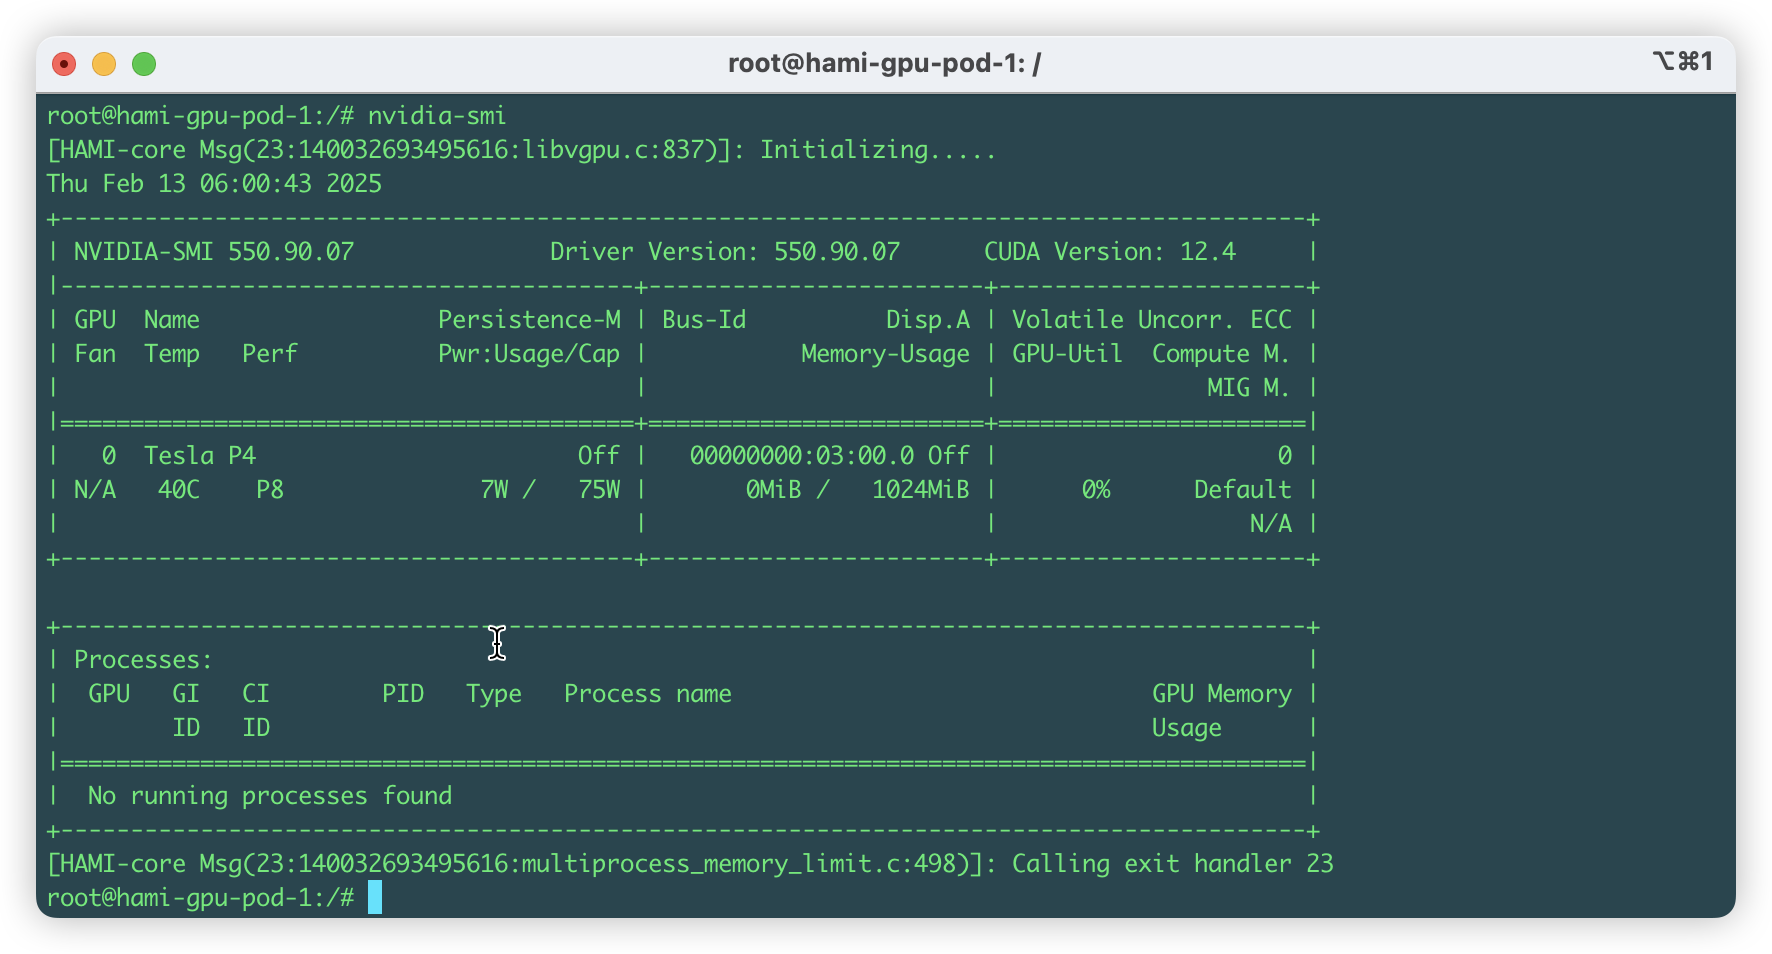 root@hami-gpu-pod-1: /
⌥⌘1
root@hami-gpu-pod-1:/# nvidia-smi
[HAMI-core Msg(23:140032693495616:libvgpu.c:837)]: Initializing.....
Thu Feb 13 06:00:43 2025
+-----------------------------------------------------------------------------------------+
| NVIDIA-SMI 550.90.07              Driver Version: 550.90.07      CUDA Version: 12.4     |
|-----------------------------------------+------------------------+----------------------+
| GPU  Name                 Persistence-M | Bus-Id          Disp.A | Volatile Uncorr. ECC |
| Fan  Temp   Perf          Pwr:Usage/Cap |           Memory-Usage | GPU-Util  Compute M. |
|                                         |                        |               MIG M. |
|=========================================+========================+======================|
|   0  Tesla P4                       Off |   00000000:03:00.0 Off |                    0 |
| N/A   40C    P8              7W /   75W |       0MiB /   1024MiB |      0%      Default |
|                                         |                        |                  N/A |
+-----------------------------------------+------------------------+----------------------+
+-----------------------------------------------------------------------------------------+
| Processes:                                                                              |
|  GPU   GI   CI        PID   Type   Process name                              GPU Memory |
|        ID   ID                                                               Usage      |
|=========================================================================================|
|  No running processes found                                                             |
+-----------------------------------------------------------------------------------------+
[HAMI-core Msg(23:140032693495616:multiprocess_memory_limit.c:498)]: Calling exit handler 23
root@hami-gpu-pod-1:/#